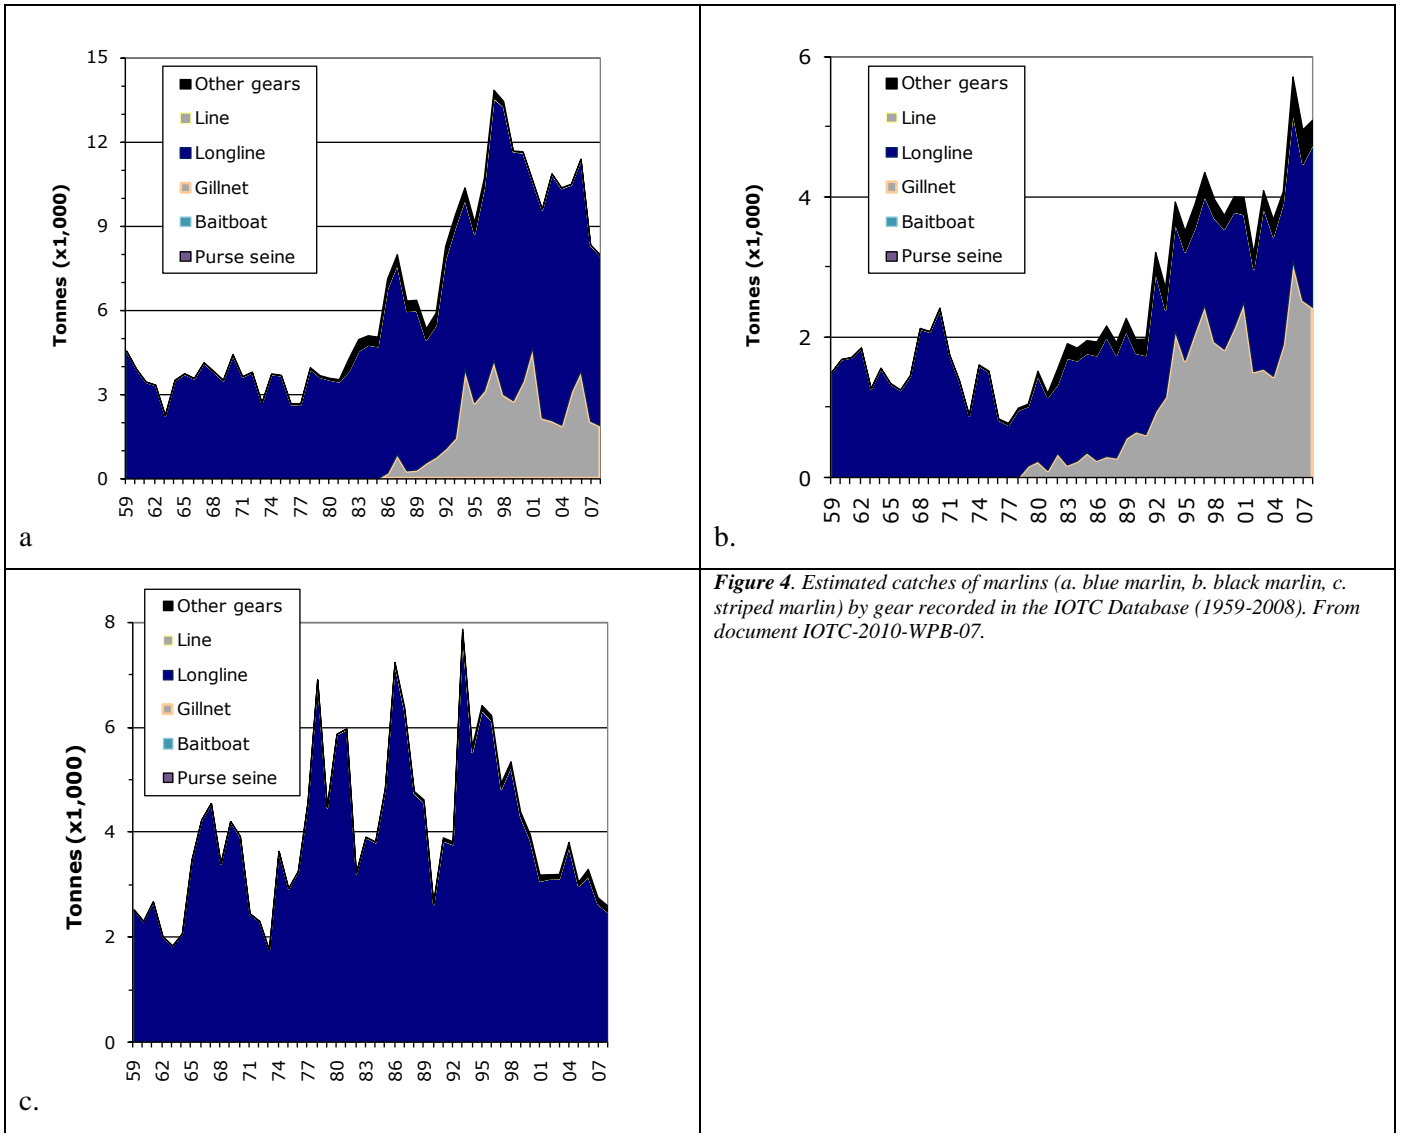 15
12
9
6
3
0
Tonnes (x1,000)
Other gears
Line
Longline
Gillnet
Baitboat
Purse seine
59 62 65 68 71 74 77 80 83 86 89 92 95 98 01 04 07
a
6
4
2
0
Tonnes (x1,000)
Other gears
Line
Longline
Gillnet
Baitboat
Purse seine
59 62 65 68 71 74 77 80 83 86 89 92 95 98 01 04 07
b.
8
6
4
2
0
Tonnes (x1,000)
Other gears
Line
Longline
Gillnet
Baitboat
Purse seine
59 62 65 68 71 74 77 80 83 86 89 92 95 98 01 04 07
c.
Figure 4. Estimated catches of marlins (a. blue marlin, b. black marlin, c.
striped marlin) by gear recorded in the IOTC Database (1959-2008). From
document IOTC-2010-WPB-07.